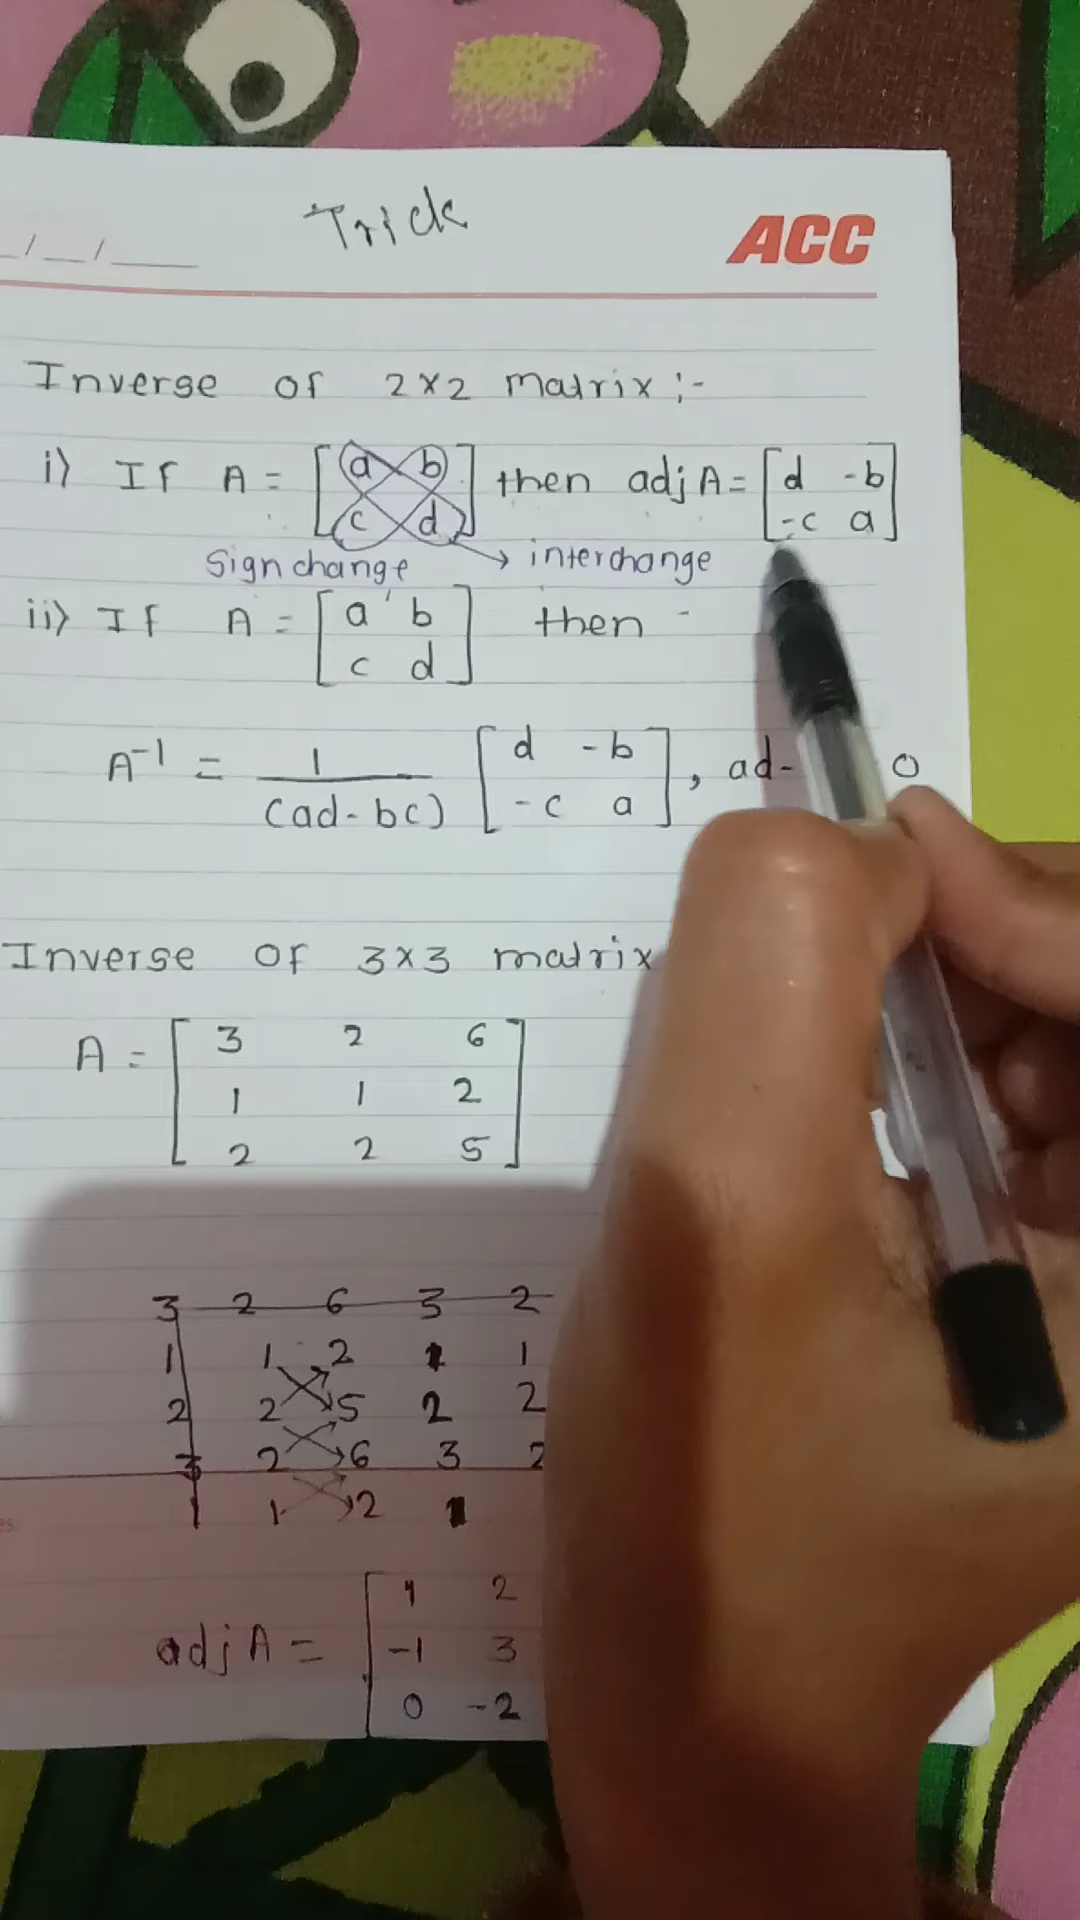 Trick
ACC
_/__/____
Inverse of 2x2 matrix :-
i) If A = [a b] then adj A = [d -b]
[c d] [-c a]
Sign change → interchange
ii) If A = [a b] then -
[c d]
A⁻¹ = 1 [d -b] , ad- 0
(ad-bc) [-c a]
Inverse of 3x3 matrix
A = [3 2 6]
[1 1 2]
[2 2 5]
3 2 6 3 2
1 1 2 1 1
2 2 5 2 2
3 2 6 3 2
1 1 2 1
adj A = [1 2
-1 3
0 -2